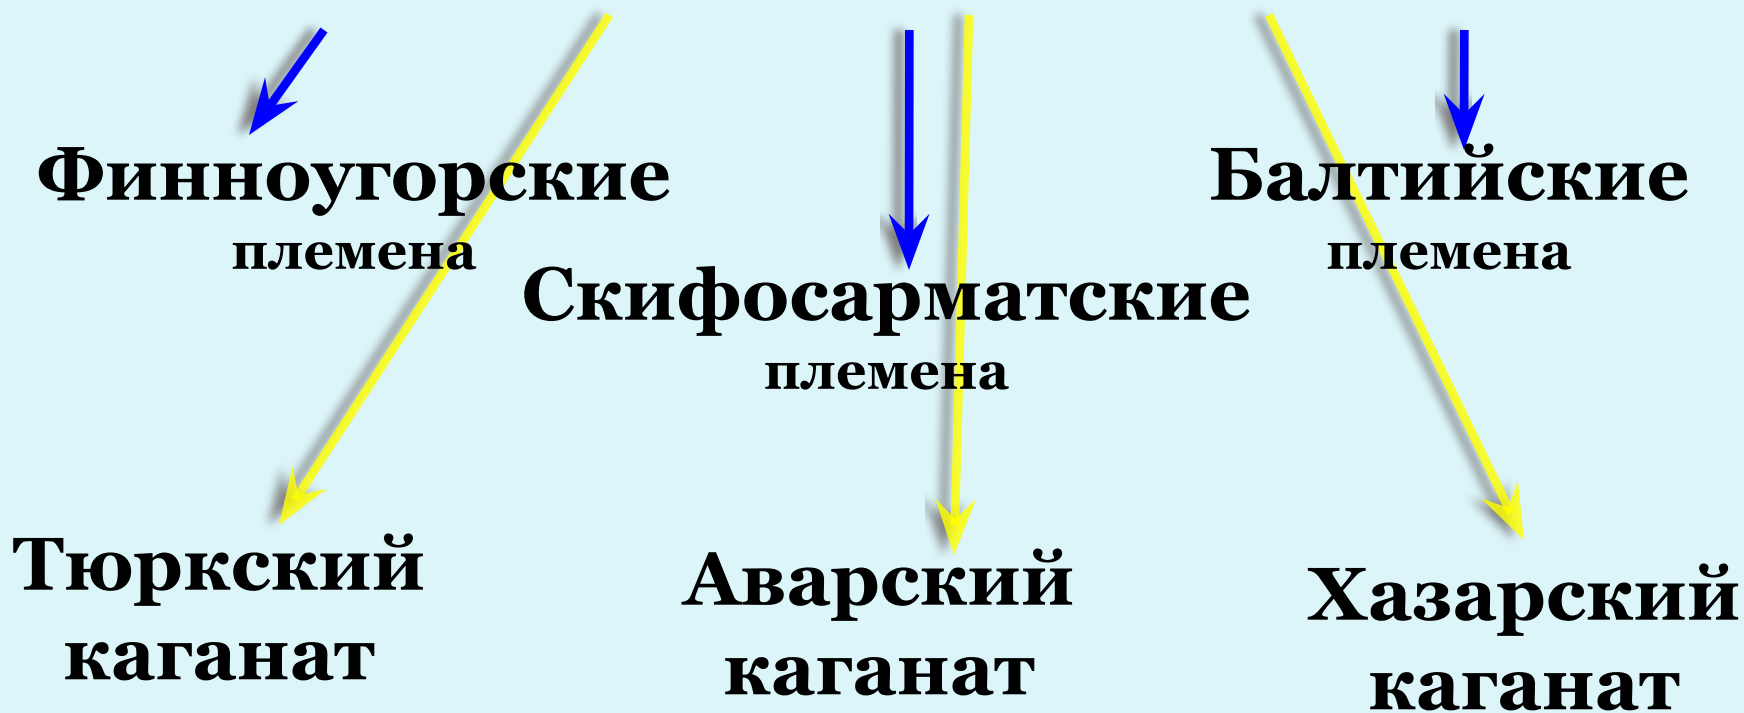 Финноугорские
племена
Балтийские
племена
Скифосарматские
племена
Тюркский
каганат
Аварский
каганат
Хазарский
каганат